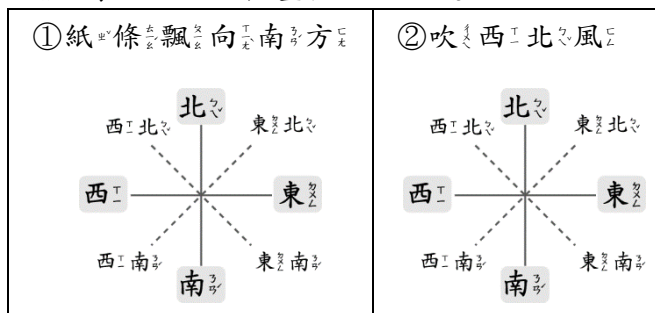 ①紙條飄向南方
②吹西北風
北
西北 東北
西 東
西南 東南
南
北
西北 東北
西 東
西南 東南
南